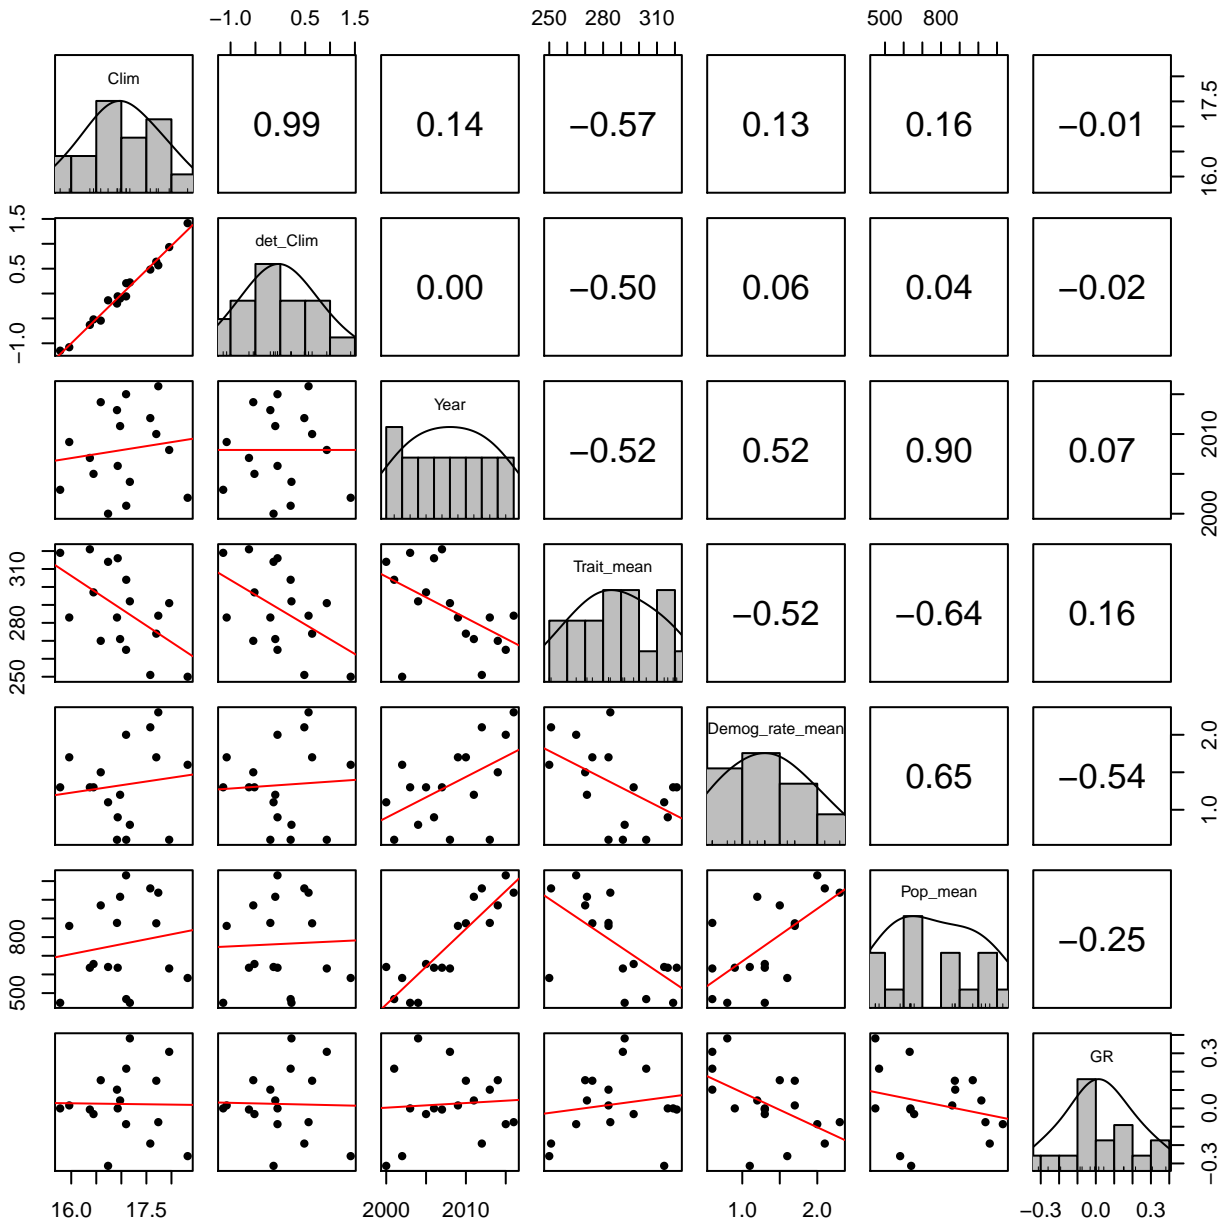 −1.0 0.5 1.5 250 280 310 500 800
Clim 0.99 0.14 −0.57 0.13 0.16 −0.01 16.0 17.5
−1.0 0.5 1.5 det_Clim 0.00 −0.50 0.06 0.04 −0.02
Year −0.52 0.52 0.90 0.07 2000 2010
250 280 310 Trait_mean −0.52 −0.64 0.16
Demog_rate_mean 0.65 −0.54 1.0 2.0
500 800 Pop_mean −0.25
GR −0.3 0.0 0.3
16.0 17.5 2000 2010 1.0 2.0 −0.3 0.0 0.3